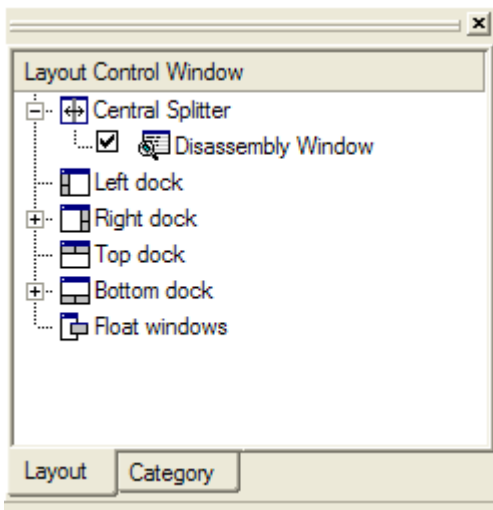 Layout Control Window
Central Splitter
Disassembly Window
Left dock
Right dock
Top dock
Bottom dock
Float windows
Layout Category